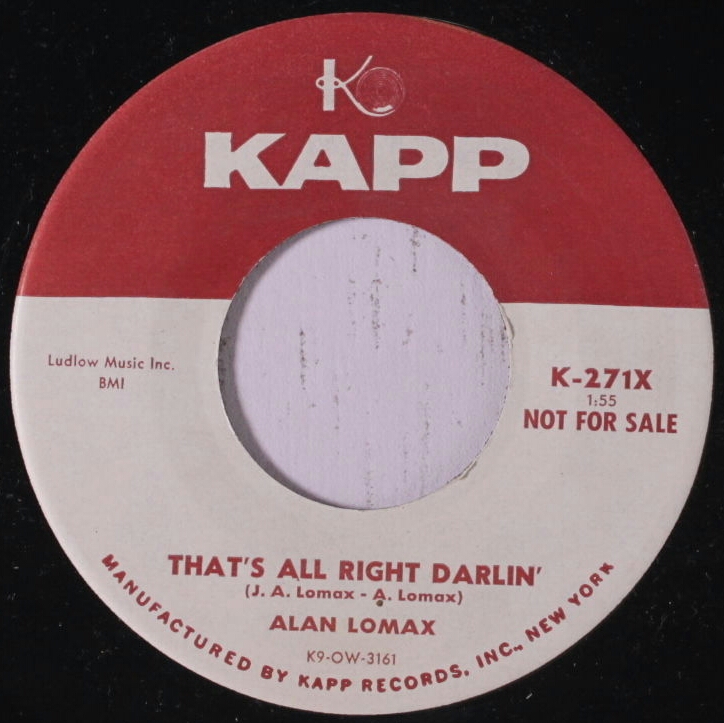 K
KAPP
Ludlow Music Inc.
BMI
K-271X
1:55
NOT FOR SALE
THAT'S ALL RIGHT DARLIN'
(J. A. Lomax - A. Lomax)
ALAN LOMAX
K9-OW-3161
MANUFACTURED BY KAPP RECORDS, INC., NEW YORK